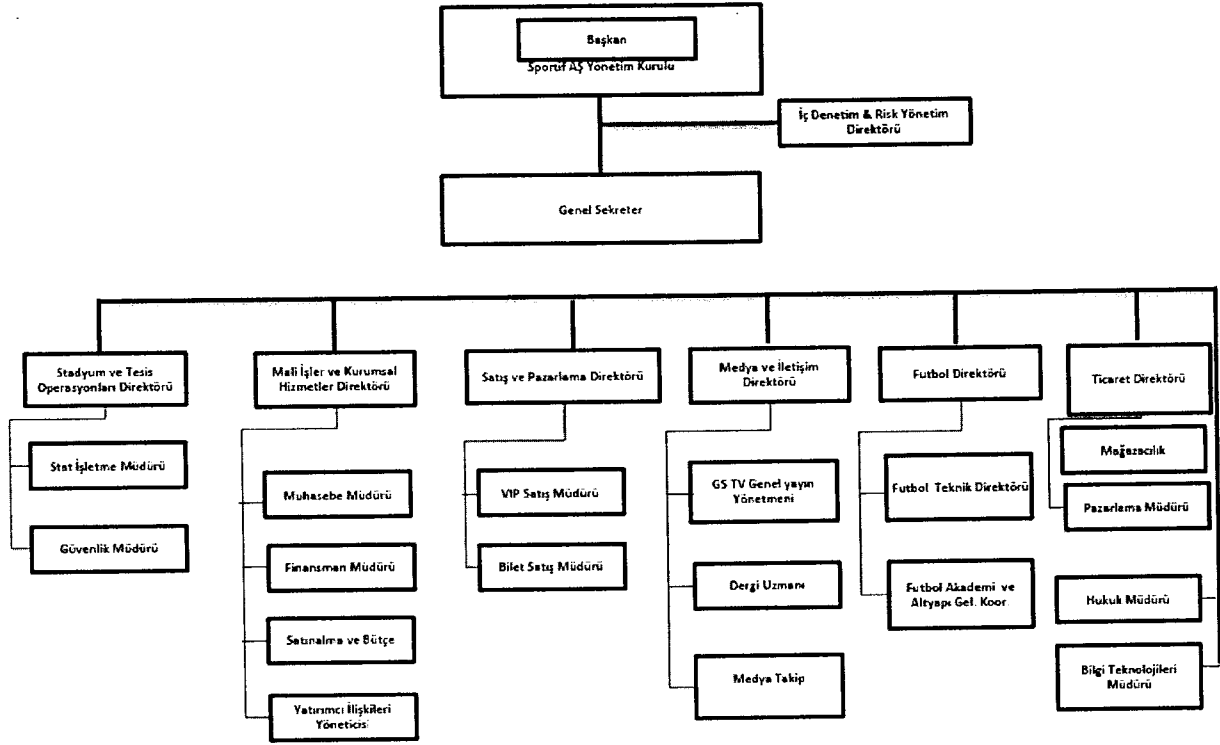 Başkan
Sportif AŞ Yönetim Kurulu
İç Denetim & Risk Yönetim
Direktörü
Genel Sekreter
Stadyum ve Tesis
Operasyonları Direktörü
Mali İşler ve Kurumsal
Hizmetler Direktörü
Satış ve Pazarlama Direktörü
Medya ve İletişim
Direktörü
Futbol Direktörü
Ticaret Direktörü
Stat İşletme Müdürü
Güvenlik Müdürü
Muhasebe Müdürü
Finansman Müdürü
Satınalma ve Bütçe
Yatırımcı İlişkileri
Yöneticisi
VIP Satış Müdürü
Bilet Satış Müdürü
GS TV Genel yayın
Yönetmeni
Dergi Uzmanı
Medya Takip
Futbol Teknik Direktörü
Futbol Akademi ve
Altyapı Gel. Koor.
Mağazacılık
Pazarlama Müdürü
Hukuk Müdürü
Bilgi Teknolojileri
Müdürü